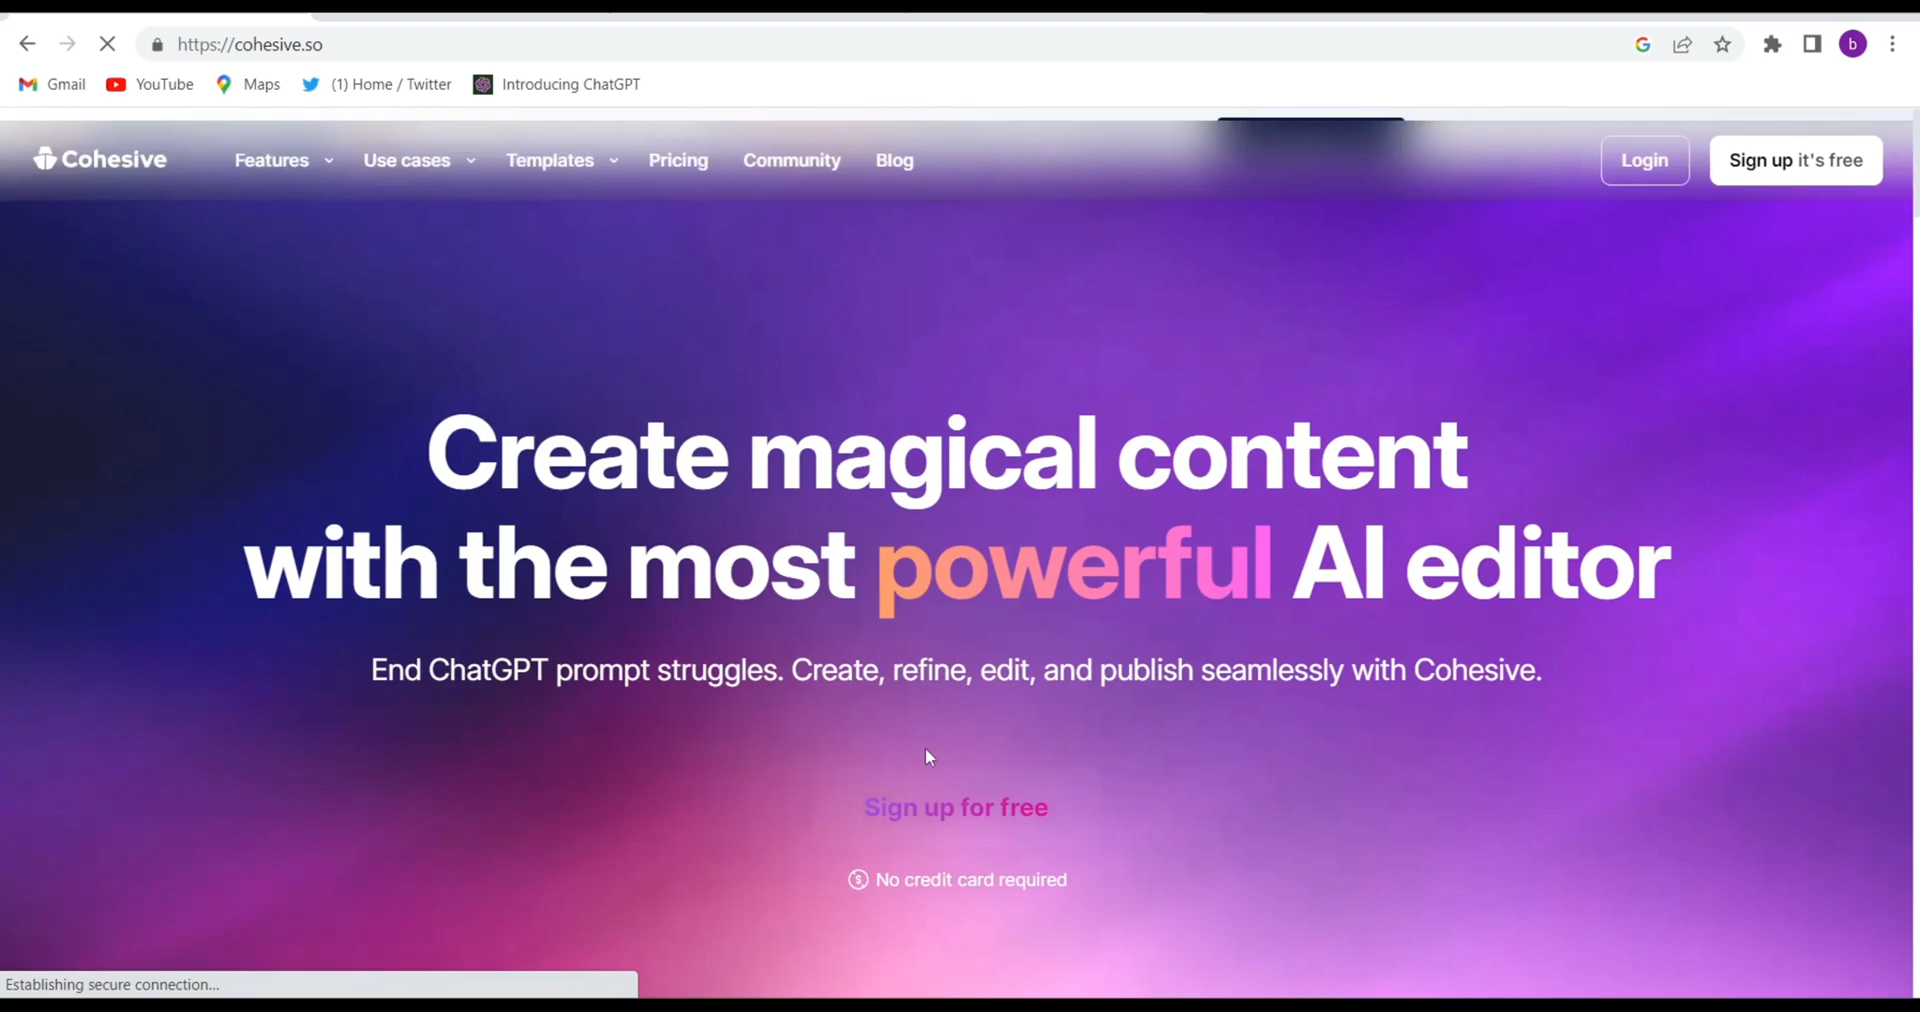 https://cohesive.so
b
Gmail
YouTube
Maps
(1) Home / Twitter
Introducing ChatGPT
Cohesive
Features
Use cases
Templates
Pricing
Community
Blog
Login
Sign up it's free
Create magical content
with the most powerful AI editor
End ChatGPT prompt struggles. Create, refine, edit, and publish seamlessly with Cohesive.
Sign up for free
$ No credit card required
Establishing secure connection...